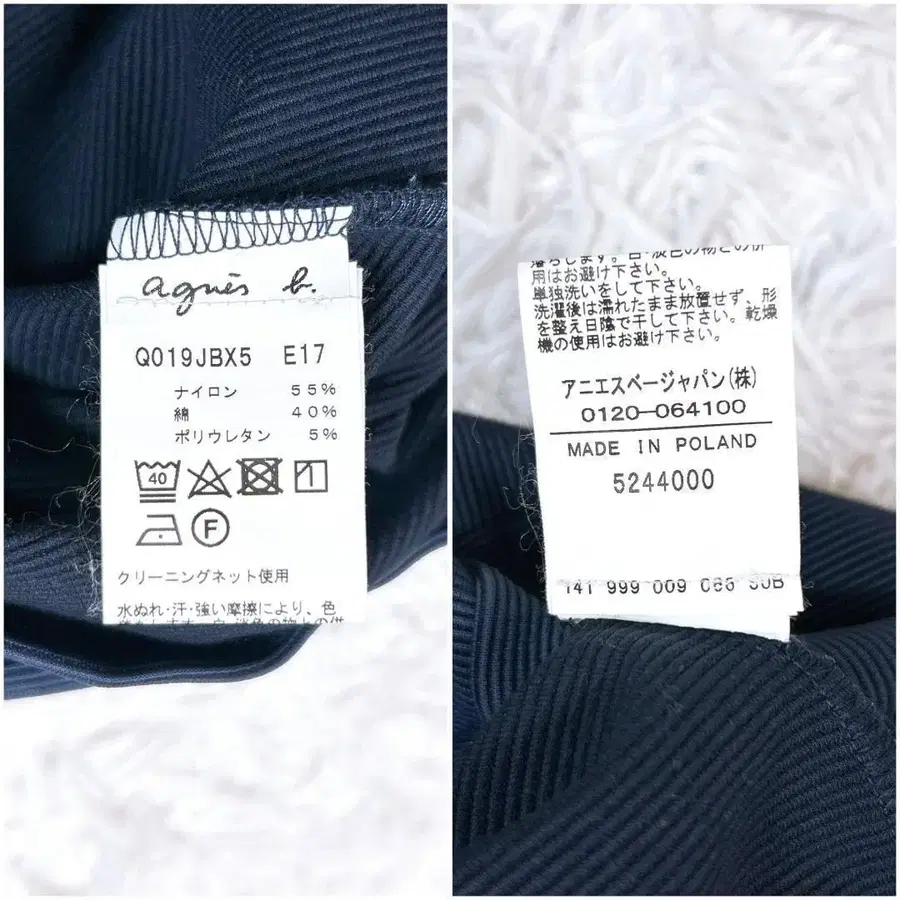 agnès b.
Q019JBX5 E17
ナイロン 55%
綿 40%
ポリウレタン 5%
40
F
クリーニングネット使用
水ぬれ・汗・強い摩擦により、色
用はお避け下さい。
単独洗いをして下さい。
洗濯後は濡れたまま放置せず、形
を整え日陰で干して下さい。乾燥
機の使用はお避け下さい。
アニエスベージャパン(株)
0120-064100
MADE IN POLAND
5244000
141 999 009